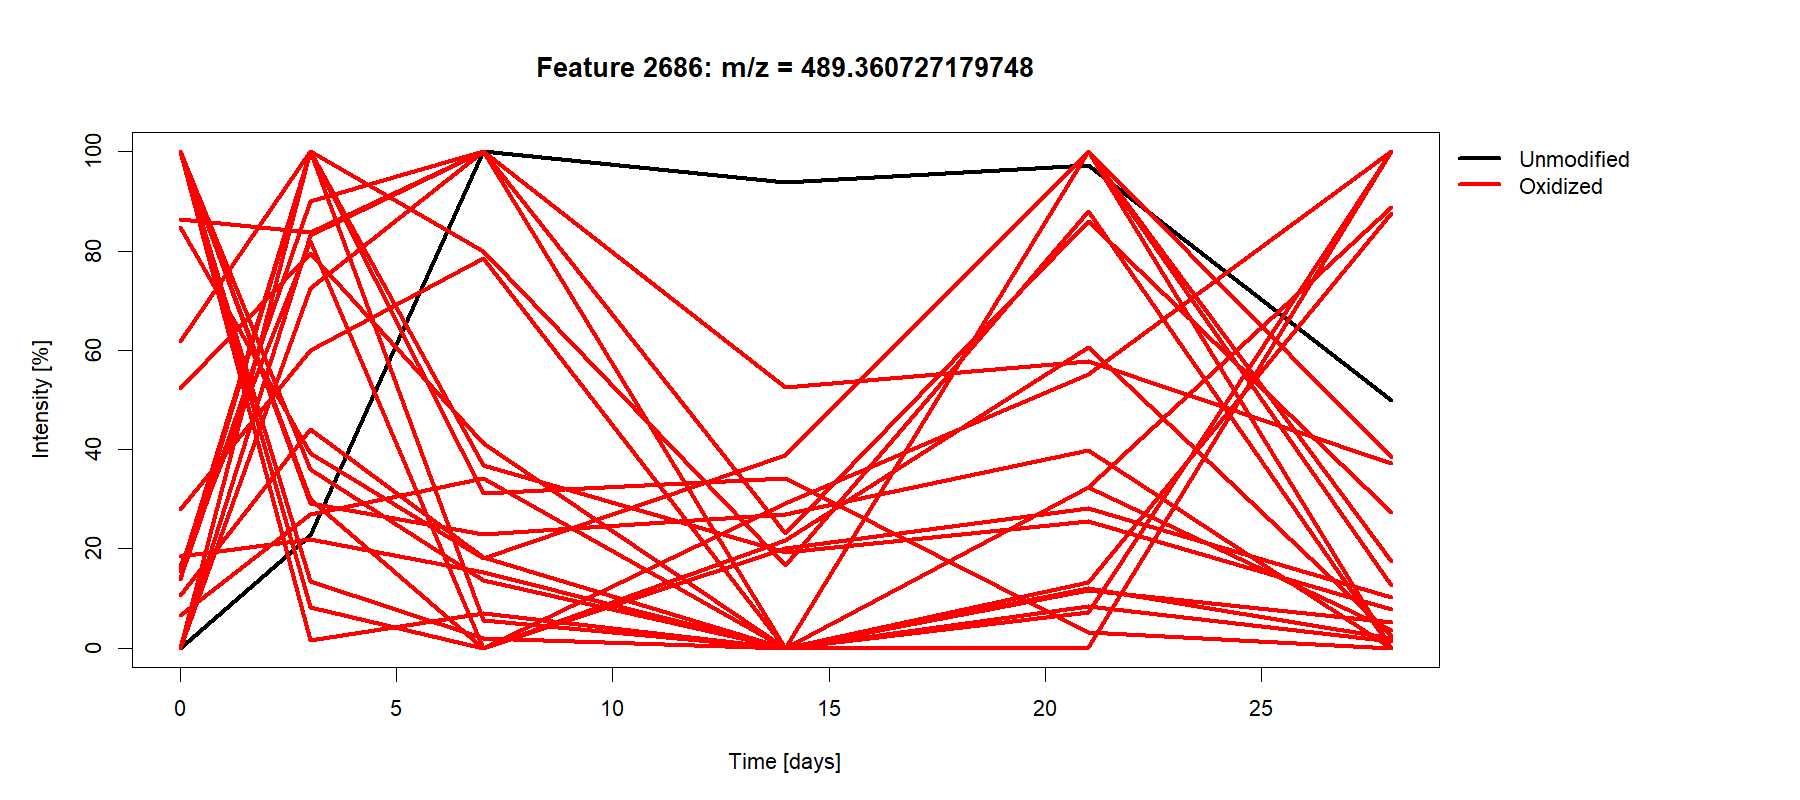 Feature 2686: m/z = 489.360727179748
Unmodified
Oxidized
Intensity [%]
100
80
60
40
20
0
0 5 10 15 20 25
Time [days]